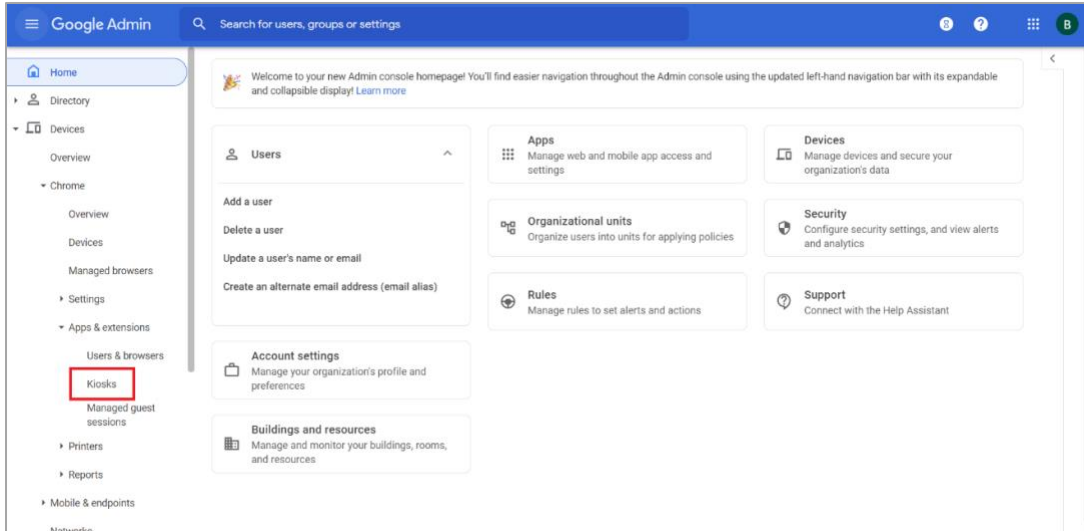 Google Admin
Search for users, groups or settings
8
?
B
Home
Directory
Devices
Overview
Chrome
Overview
Devices
Managed browsers
Settings
Apps & extensions
Users & browsers
Kiosks
Managed guest
sessions
Printers
Reports
Mobile & endpoints
Networks
Welcome to your new Admin console homepage! You'll find easier navigation throughout the Admin console using the updated left-hand navigation bar with its expandable
and collapsible display! Learn more
Users
Add a user
Delete a user
Update a user's name or email
Create an alternate email address (email alias)
Account settings
Manage your organization's profile and
preferences
Buildings and resources
Manage and monitor your buildings, rooms,
and resources
Apps
Manage web and mobile app access and
settings
Organizational units
Organize users into units for applying policies
Rules
Manage rules to set alerts and actions
Devices
Manage devices and secure your
organization's data
Security
Configure security settings, and view alerts
and analytics
Support
Connect with the Help Assistant